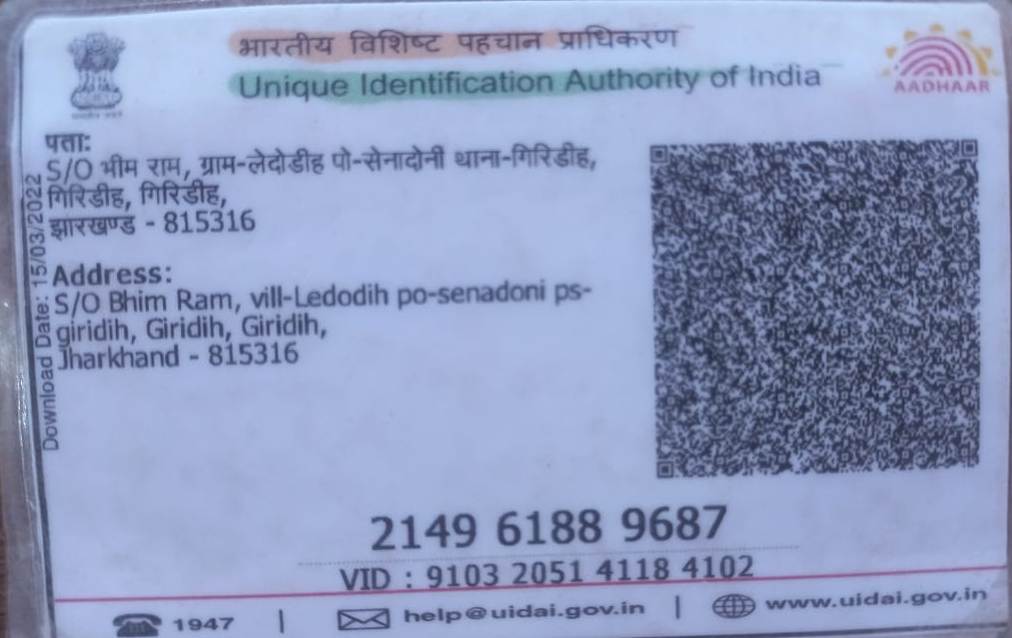 भारतीय विशिष्ट पहचान प्राधिकरण
Unique Identification Authority of India
AADHAAR
पता:
S/O भीम राम, ग्राम-लेदोडीह पो-सेनादोनी थाना-गिरिडीह,
गिरिडीह, गिरिडीह,
झारखण्ड - 815316
Address:
S/O Bhim Ram, vill-Ledodih po-senadoni ps-
giridih, Giridih, Giridih,
Jharkhand - 815316
Download Date: 15/03/2022
2149 6188 9687
VID : 9103 2051 4118 4102
1947 | help@uidai.gov.in | www.uidai.gov.in